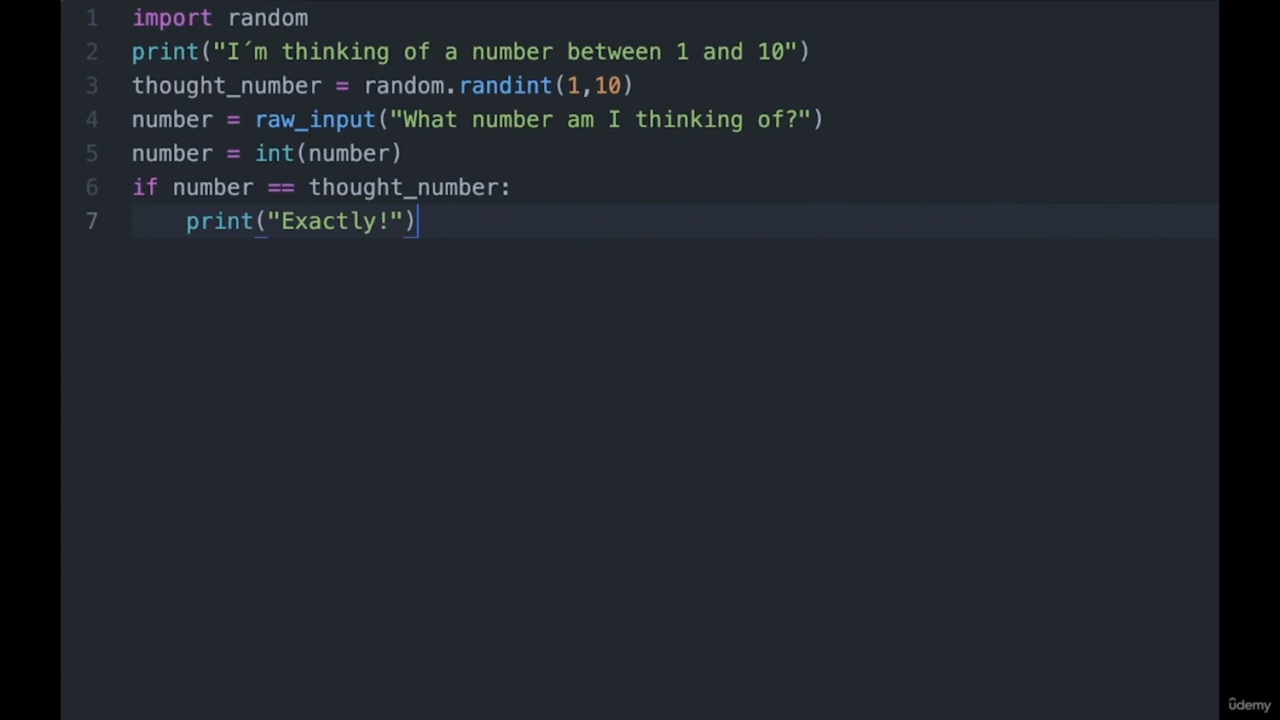 1 import random
2 print("I´m thinking of a number between 1 and 10")
3 thought_number = random.randint(1,10)
4 number = raw_input("What number am I thinking of?")
5 number = int(number)
6 if number == thought_number:
7     print("Exactly!")
ûdemy